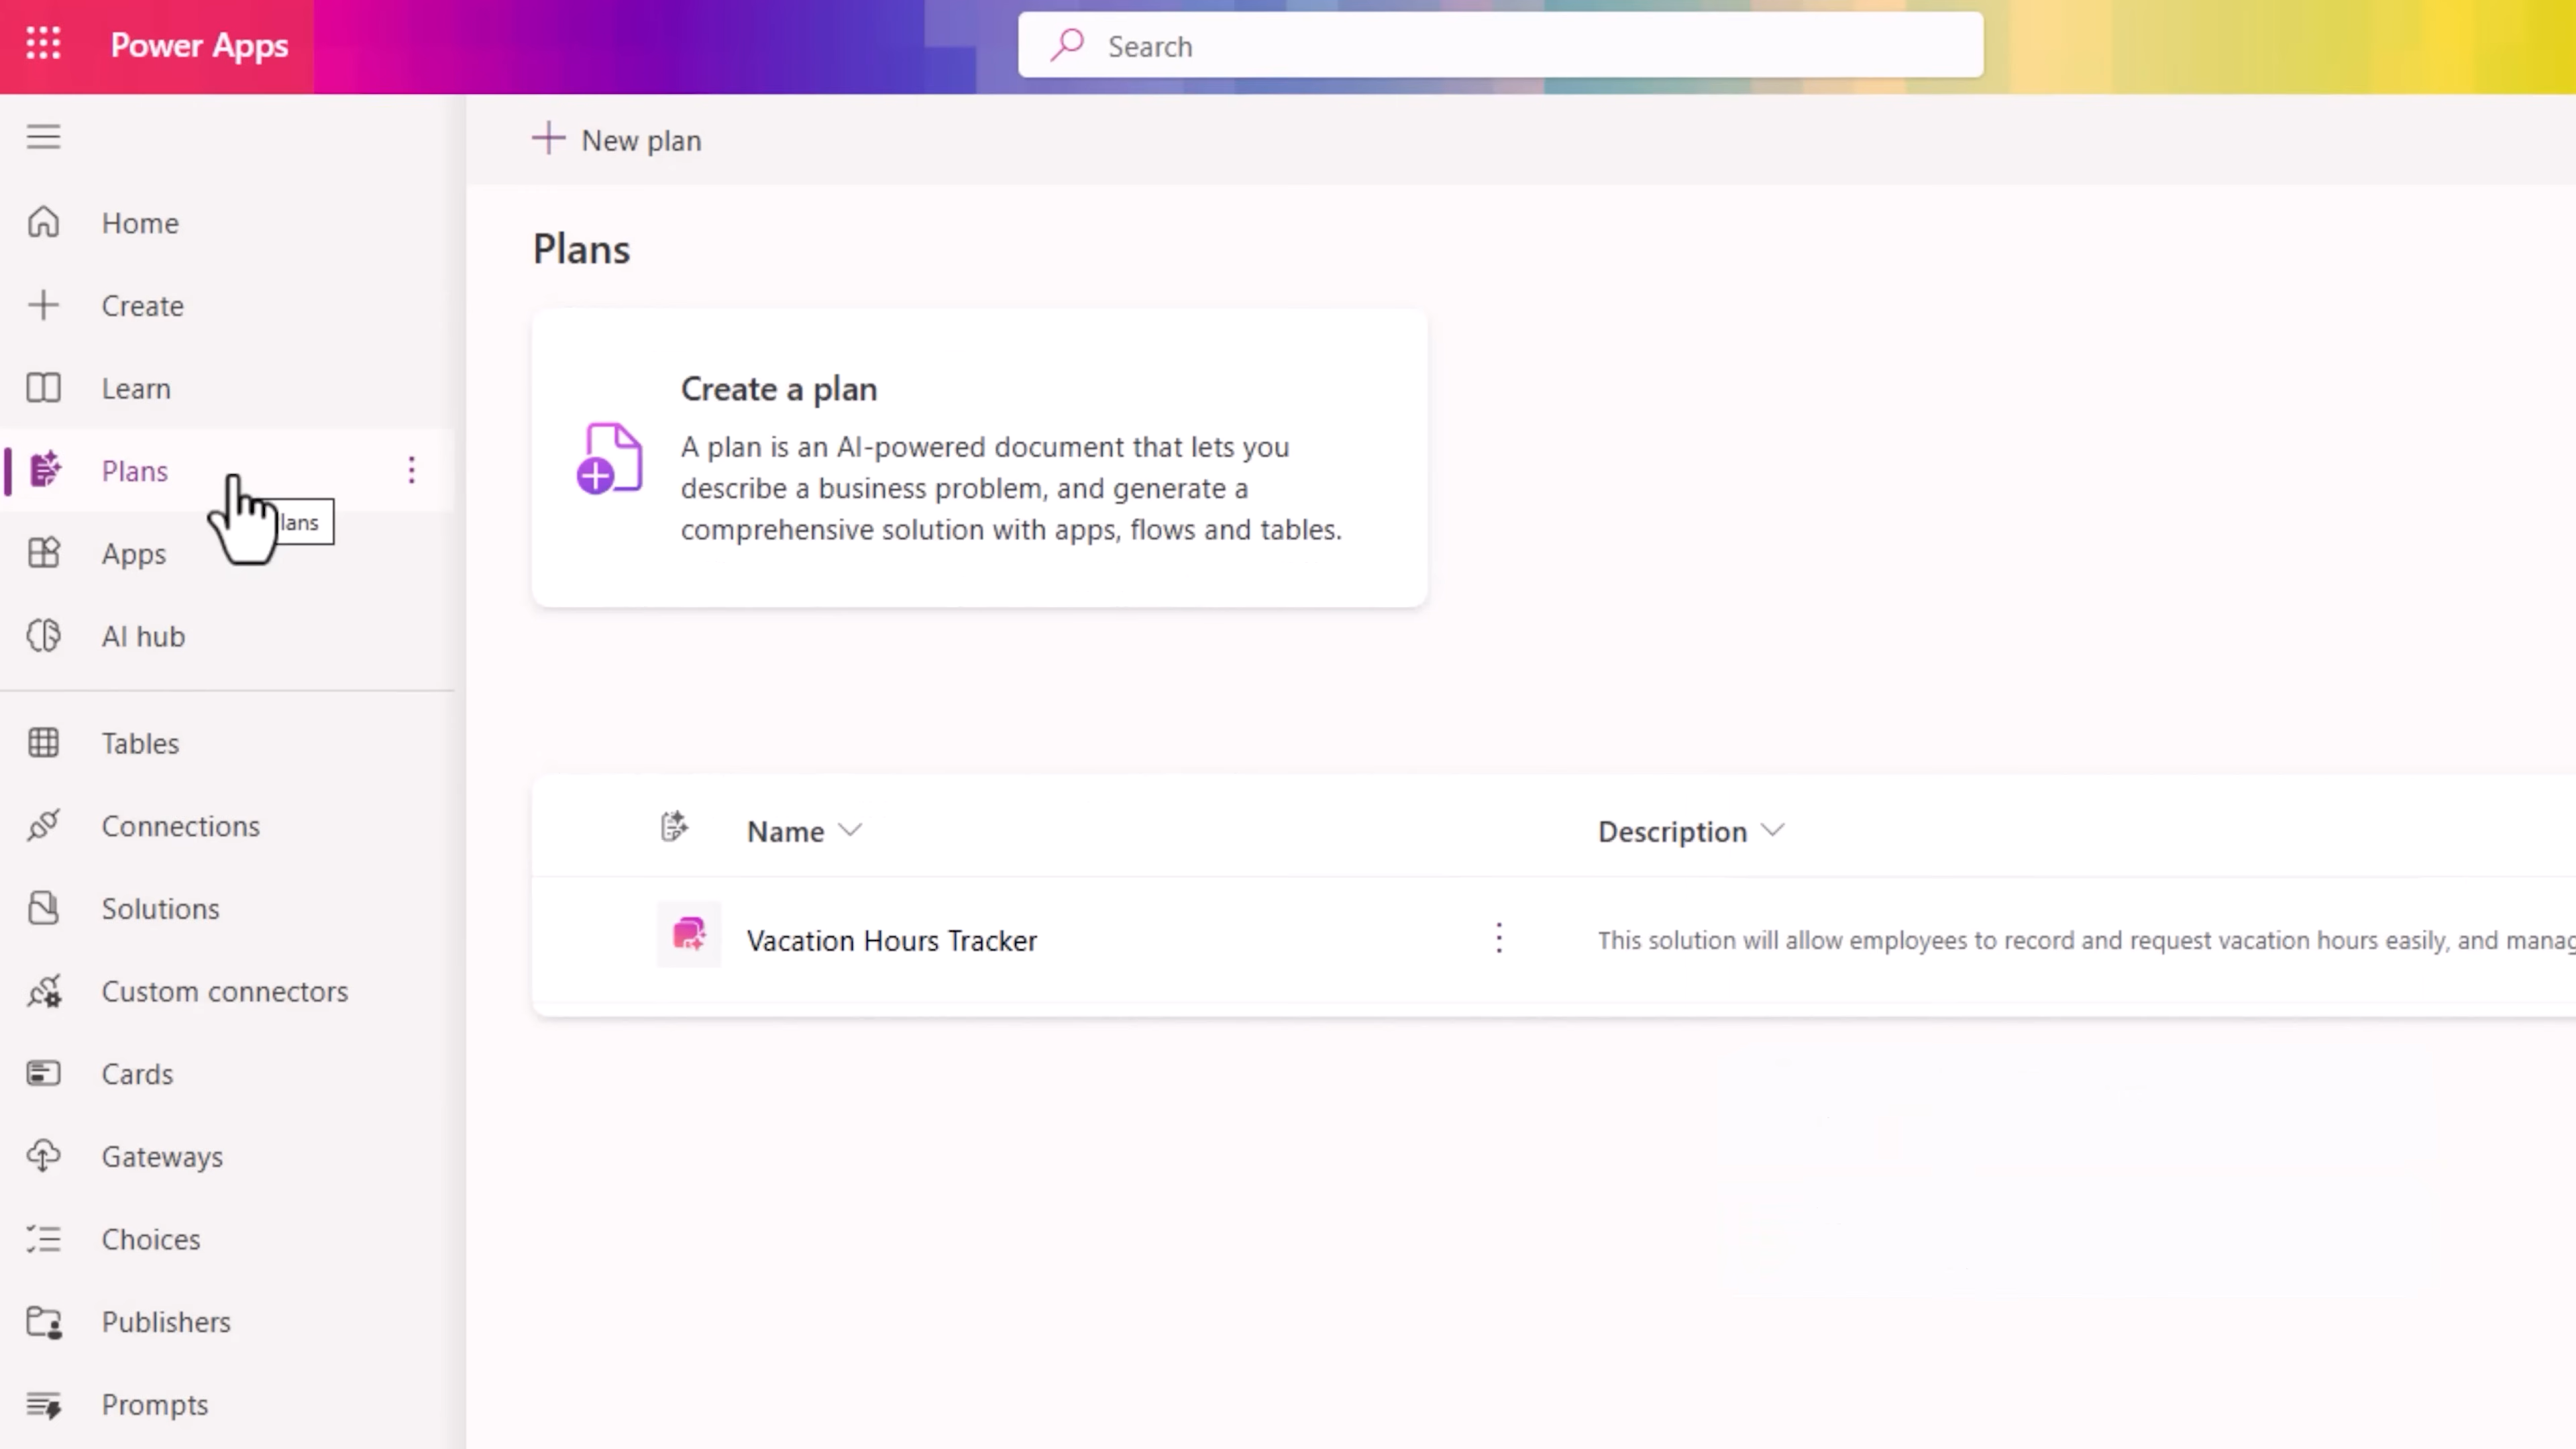 Power Apps
Search
New plan
Home
Create
Learn
Plans
lans
Apps
AI hub
Tables
Connections
Solutions
Custom connectors
Cards
Gateways
Choices
Publishers
Prompts
Plans
Create a plan
A plan is an AI-powered document that lets you
describe a business problem, and generate a
comprehensive solution with apps, flows and tables.
Name
Description
Vacation Hours Tracker
This solution will allow employees to record and request vacation hours easily, and manag